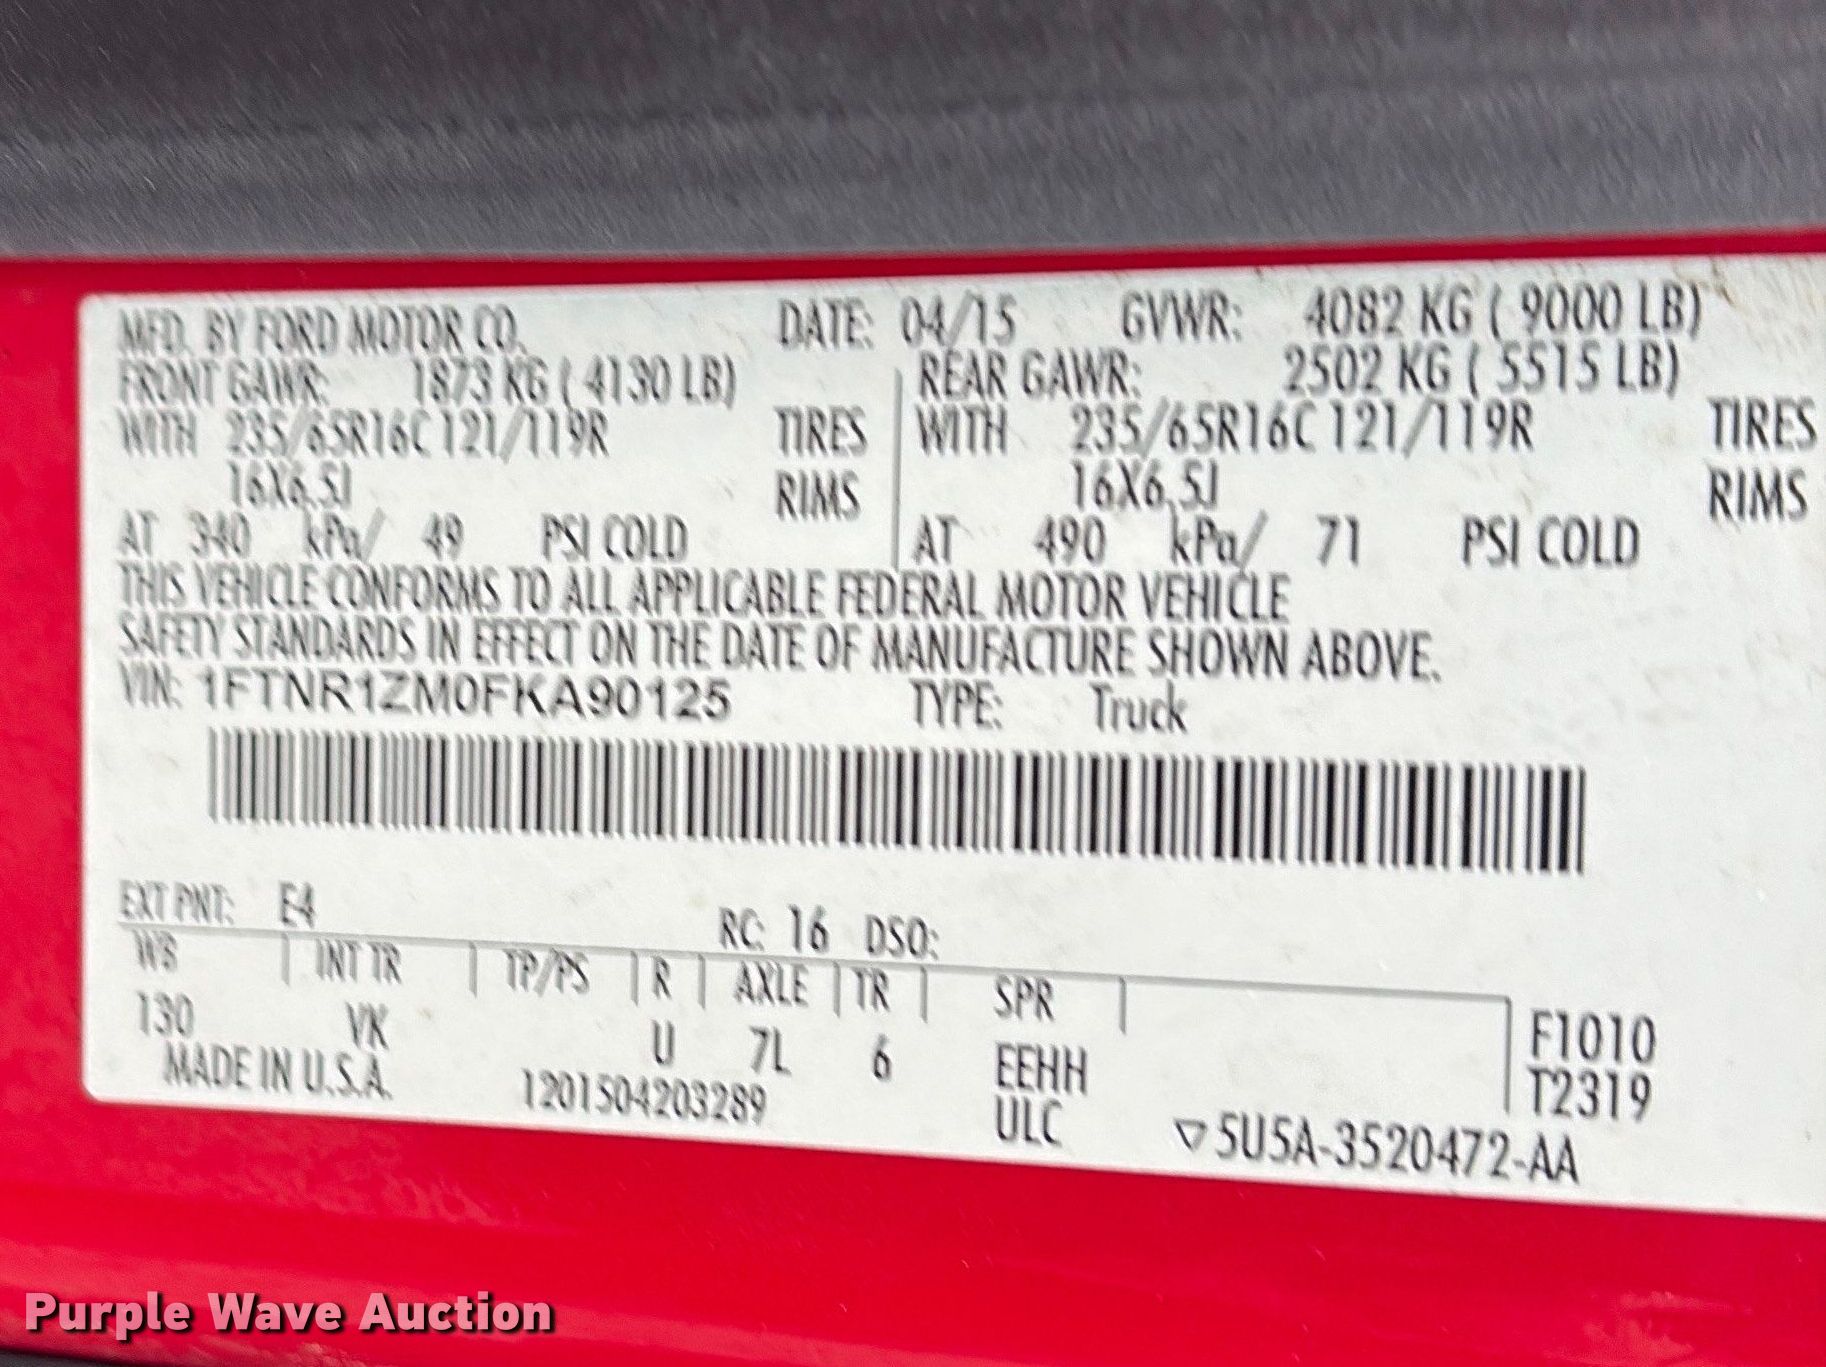 MFD. BY FORD MOTOR CO. DATE: 04/15 GVWR: 4082 KG ( 9000 LB)
FRONT GAWR: 1873 KG ( 4130 LB) REAR GAWR: 2502 KG ( 5515 LB)
WITH 235/65R16C 121/119R TIRES WITH 235/65R16C 121/119R TIRES
16X6.5J RIMS 16X6.5J RIMS
AT 340 kPa/ 49 PSI COLD AT 490 kPa/ 71 PSI COLD
THIS VEHICLE CONFORMS TO ALL APPLICABLE FEDERAL MOTOR VEHICLE
SAFETY STANDARDS IN EFFECT ON THE DATE OF MANUFACTURE SHOWN ABOVE.
VIN: 1FTNR1ZM0FKA90125 TYPE: Truck
EXT PNT: E4 RC: 16 DSO:
WB | INT TR | TP/PS | R | AXLE | TR | SPR |
130 VK U 7L 6 EEHH F1010
MADE IN U.S.A. 1201504203289 ULC T2319
▽5U5A-3520472-AA
Purple Wave Auction